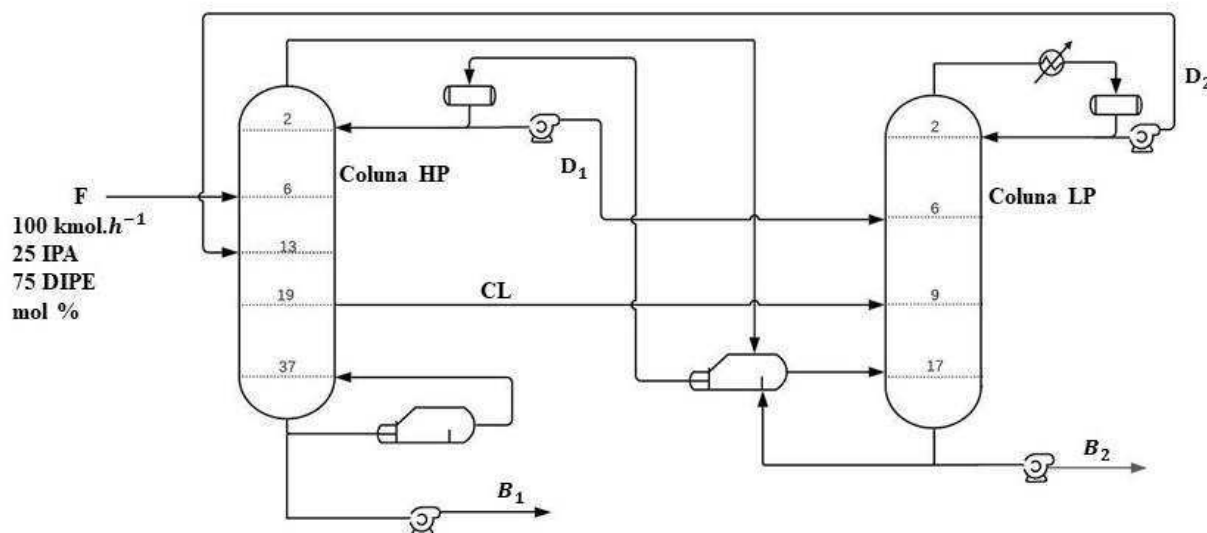 D₂
2
2
Coluna HP
D₁
Coluna LP
F
6
6
100 kmol.h⁻¹
25 IPA
13
75 DIPE
mol %
19
CL
9
37
17
B₂
B₁